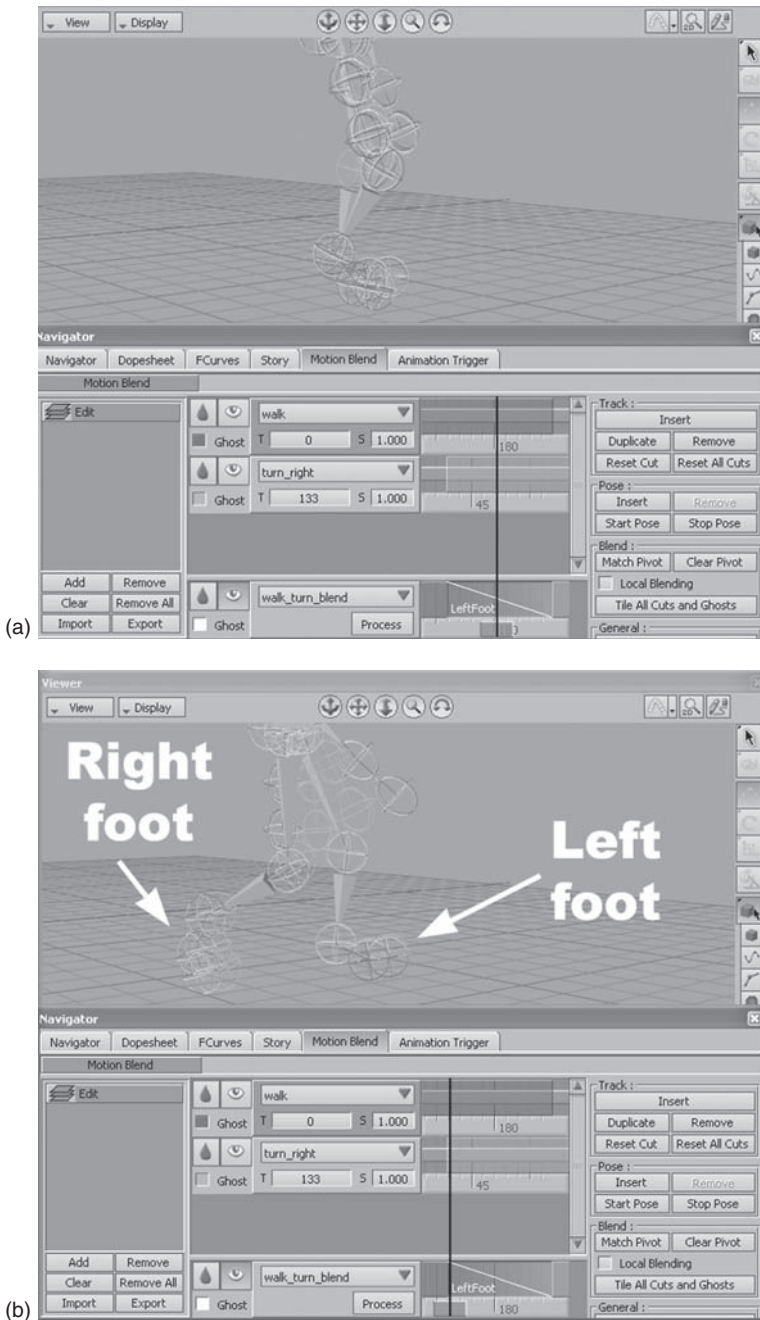 View Display
2D
Navigator
Navigator Dopesheet FCurves Story Motion Blend Animation Trigger
Motion Blend
Edit
walk
Ghost T 0 S 1.000
180
turn_right
Ghost T 133 S 1.000
45
Track :
Insert
Duplicate Remove
Reset Cut Reset All Cuts
Pose :
Insert Remove
Start Pose Stop Pose
Blend :
Match Pivot Clear Pivot
Local Blending
Tile All Cuts and Ghosts
General :
Add Remove
Clear Remove All
Import Export
walk_turn_blend
Ghost Process
LeftFoot
(a)
Viewer
View Display
2D
Right
foot
Left
foot
Navigator
Navigator Dopesheet FCurves Story Motion Blend Animation Trigger
Motion Blend
Edit
walk
Ghost T 0 S 1.000
180
turn_right
Ghost T 133 S 1.000
45
Track :
Insert
Duplicate Remove
Reset Cut Reset All Cuts
Pose :
Insert Remove
Start Pose Stop Pose
Blend :
Match Pivot Clear Pivot
Local Blending
Tile All Cuts and Ghosts
General :
Add Remove
Clear Remove All
Import Export
walk_turn_blend
Ghost Process
LeftFoot
180
(b)